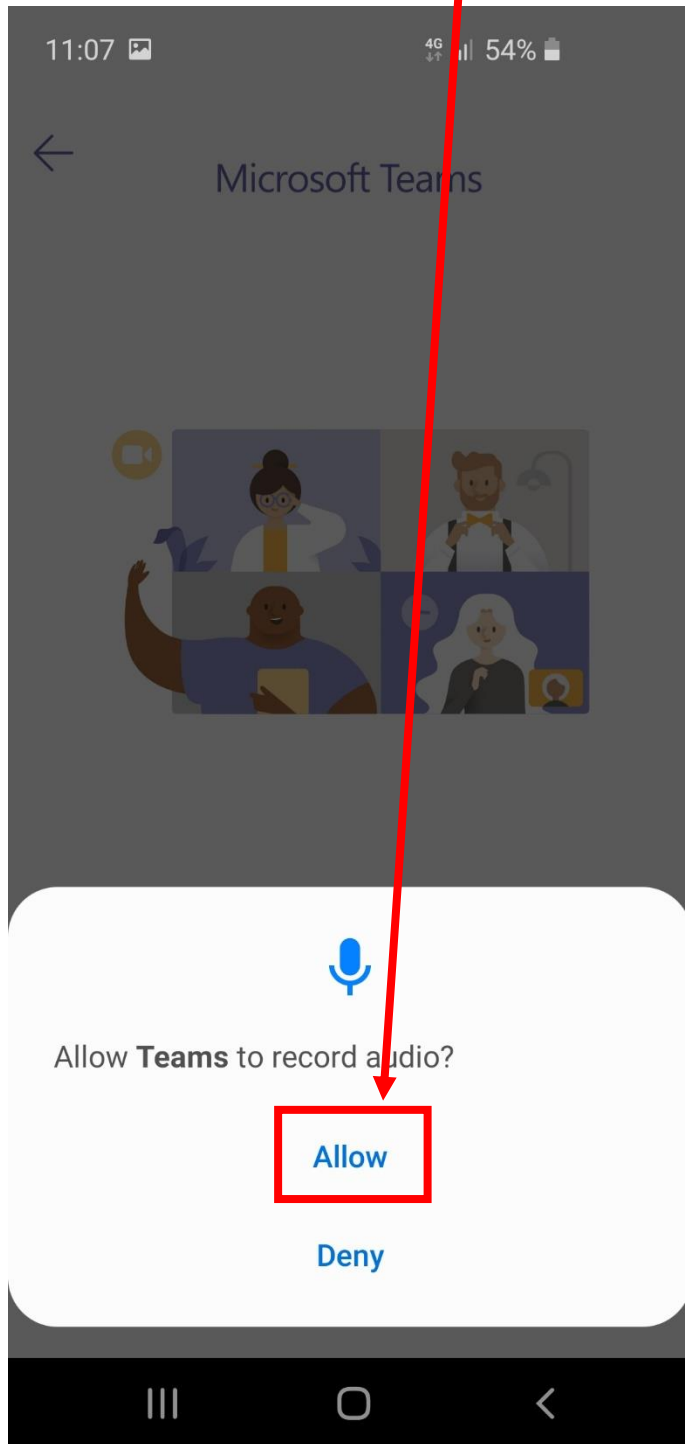 11:07 4G 54%
Microsoft Teams
Allow Teams to record audio?
Allow
Deny